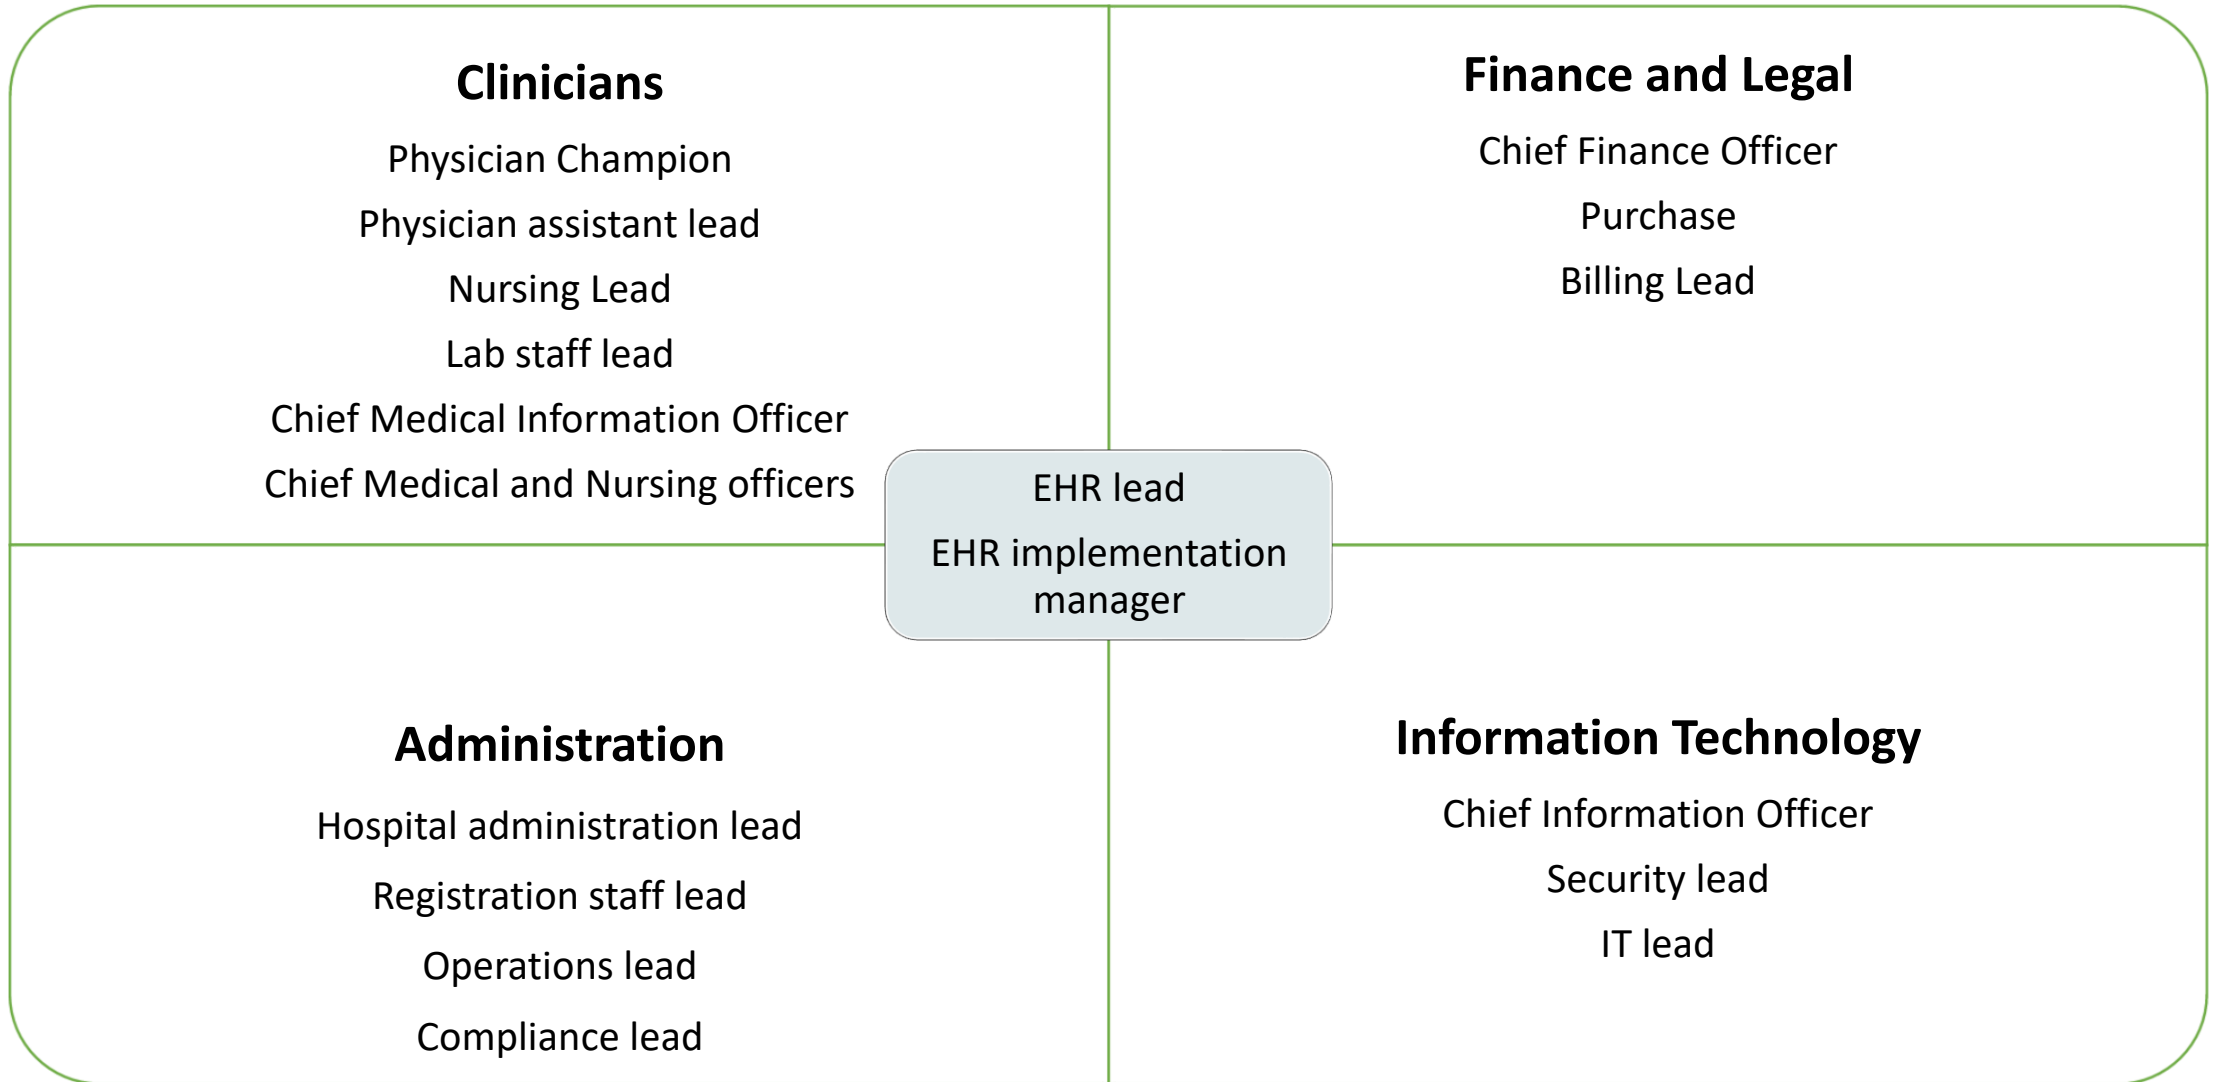 Clinicians
Physician Champion
Physician assistant lead
Nursing Lead
Lab staff lead
Chief Medical Information Officer
Chief Medical and Nursing officers
Finance and Legal
Chief Finance Officer
Purchase
Billing Lead
EHR lead
EHR implementation
manager
Administration
Hospital administration lead
Registration staff lead
Operations lead
Compliance lead
Information Technology
Chief Information Officer
Security lead
IT lead